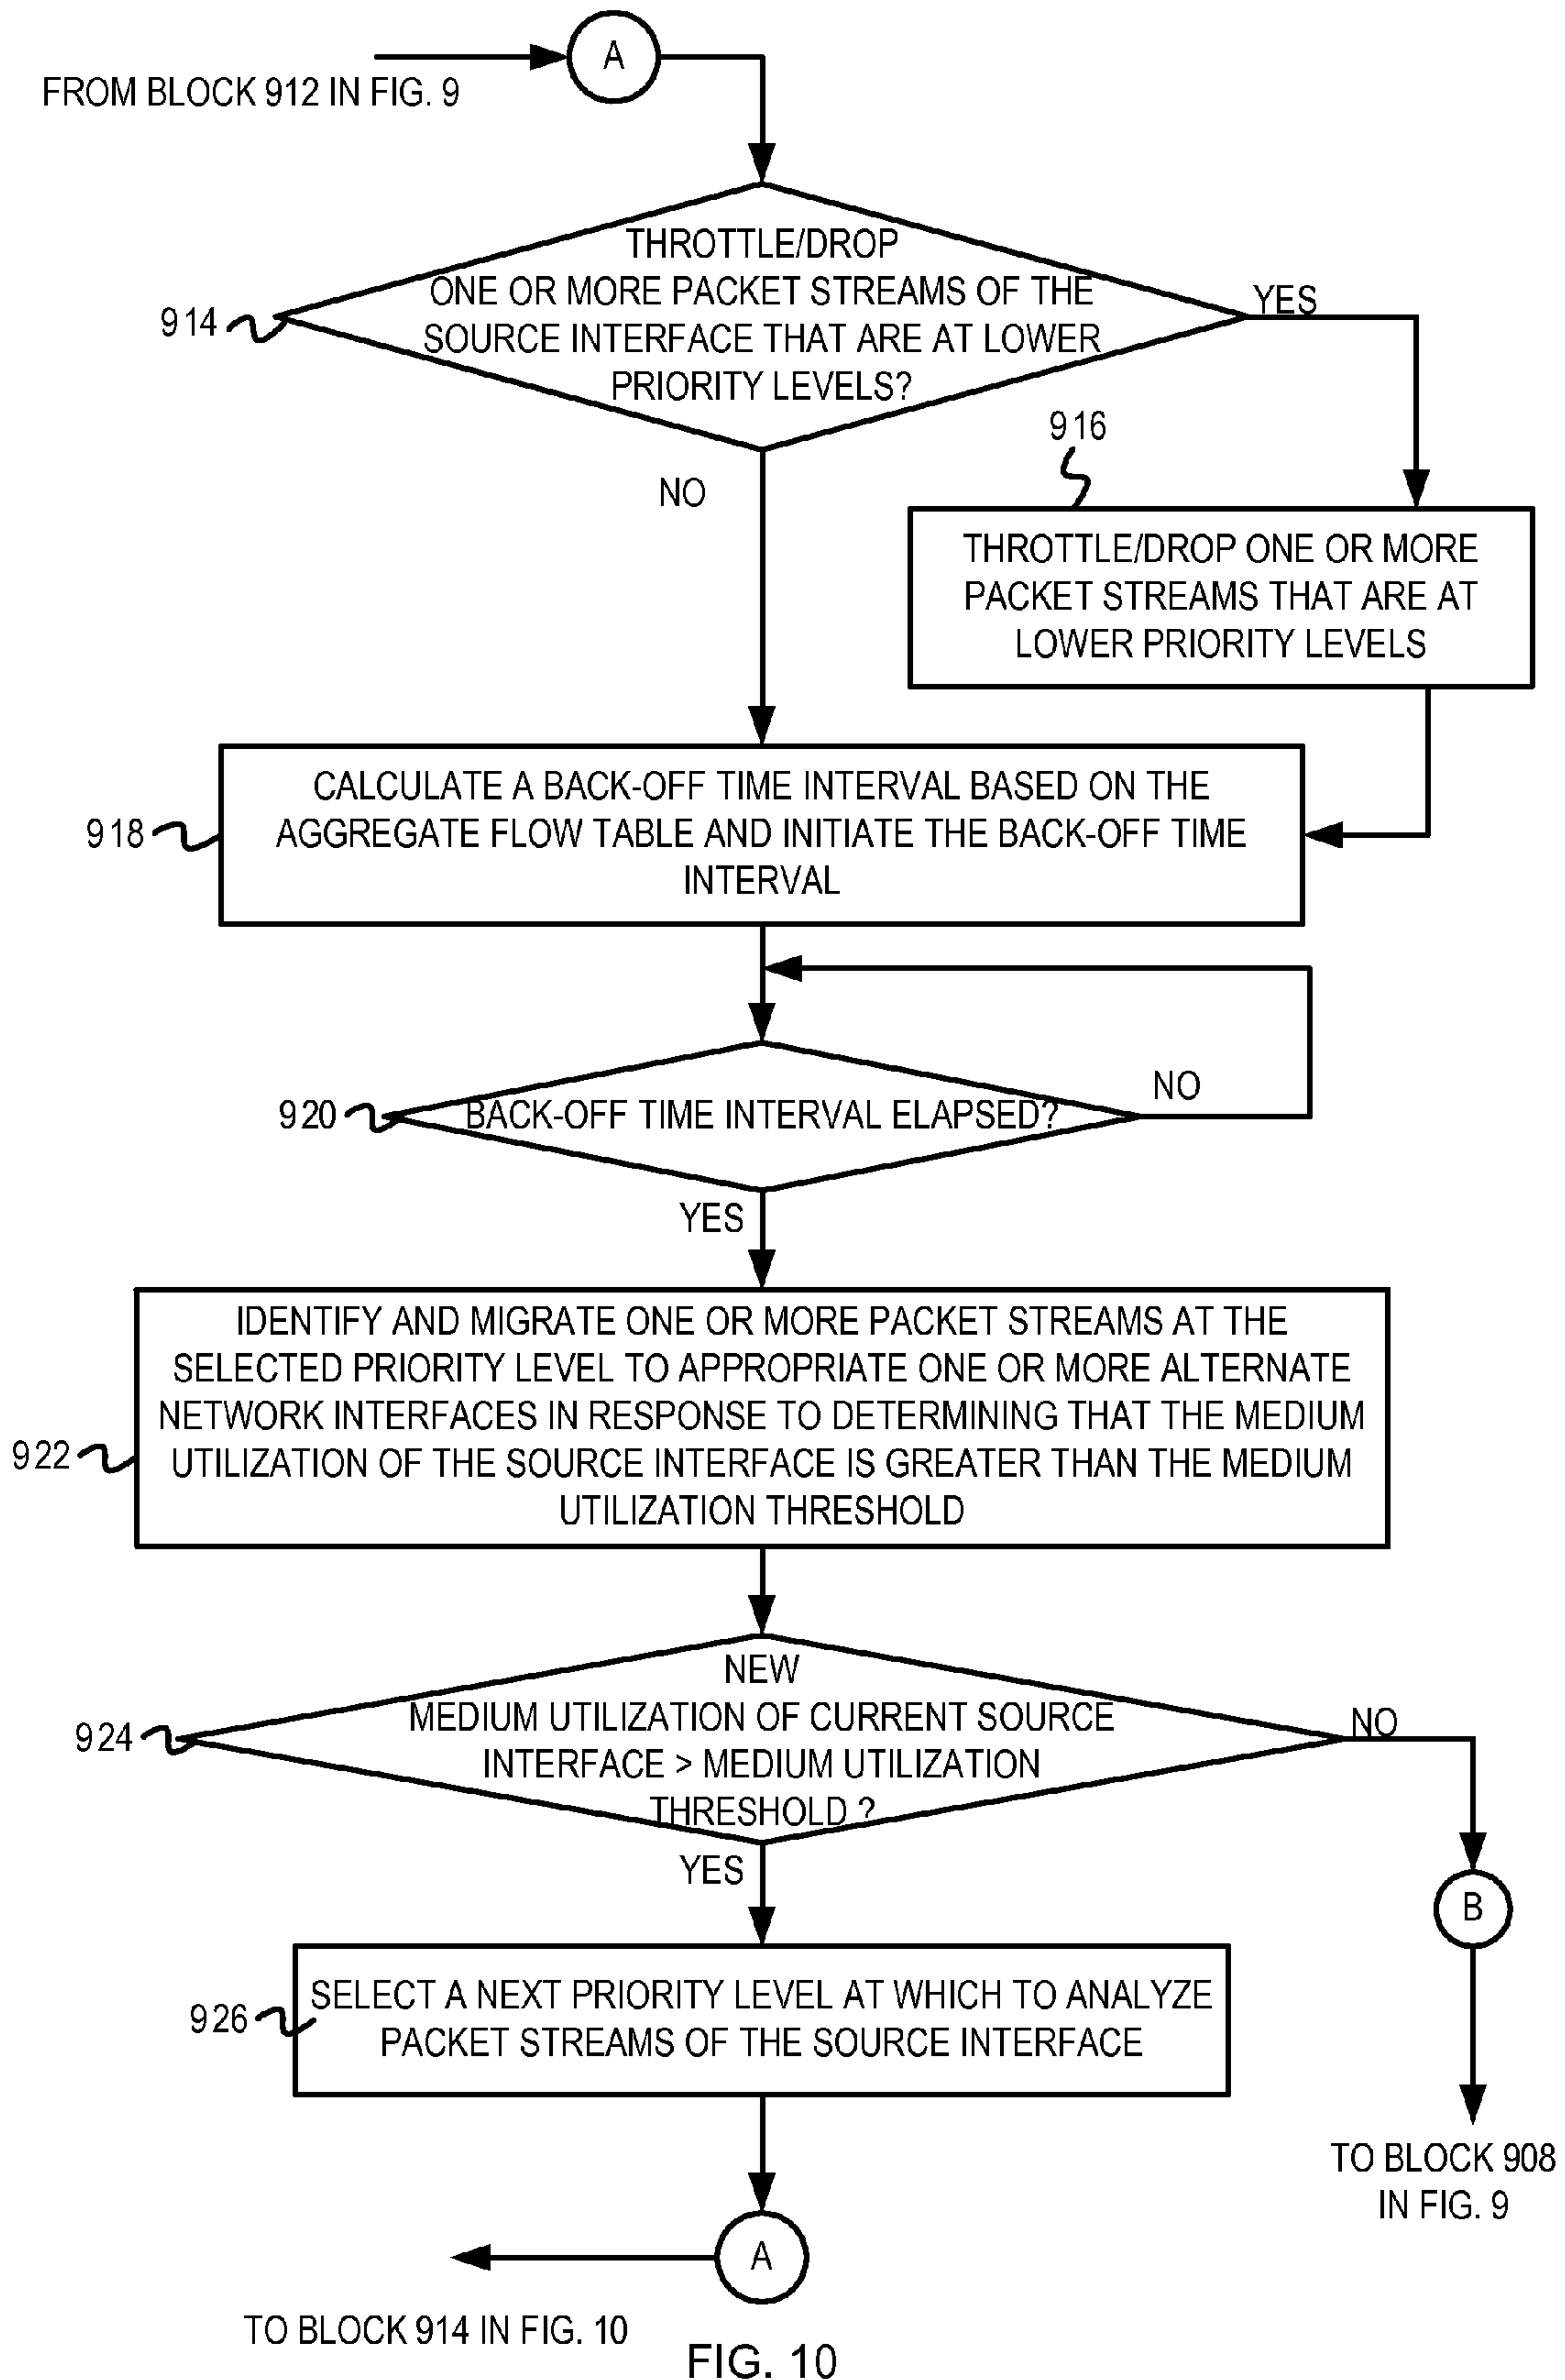 A
FROM BLOCK 912 IN FIG. 9
THROTTLE/DROP
ONE OR MORE PACKET STREAMS OF THE
SOURCE INTERFACE THAT ARE AT LOWER
PRIORITY LEVELS?
914
YES
NO
916
THROTTLE/DROP ONE OR MORE
PACKET STREAMS THAT ARE AT
LOWER PRIORITY LEVELS
CALCULATE A BACK-OFF TIME INTERVAL BASED ON THE
AGGREGATE FLOW TABLE AND INITIATE THE BACK-OFF TIME
INTERVAL
918
BACK-OFF TIME INTERVAL ELAPSED?
920
NO
YES
IDENTIFY AND MIGRATE ONE OR MORE PACKET STREAMS AT THE
SELECTED PRIORITY LEVEL TO APPROPRIATE ONE OR MORE ALTERNATE
NETWORK INTERFACES IN RESPONSE TO DETERMINING THAT THE MEDIUM
UTILIZATION OF THE SOURCE INTERFACE IS GREATER THAN THE MEDIUM
UTILIZATION THRESHOLD
922
NEW
MEDIUM UTILIZATION OF CURRENT SOURCE
INTERFACE > MEDIUM UTILIZATION
THRESHOLD ?
924
NO
YES
B
SELECT A NEXT PRIORITY LEVEL AT WHICH TO ANALYZE
PACKET STREAMS OF THE SOURCE INTERFACE
926
TO BLOCK 908
IN FIG. 9
A
TO BLOCK 914 IN FIG. 10
FIG. 10